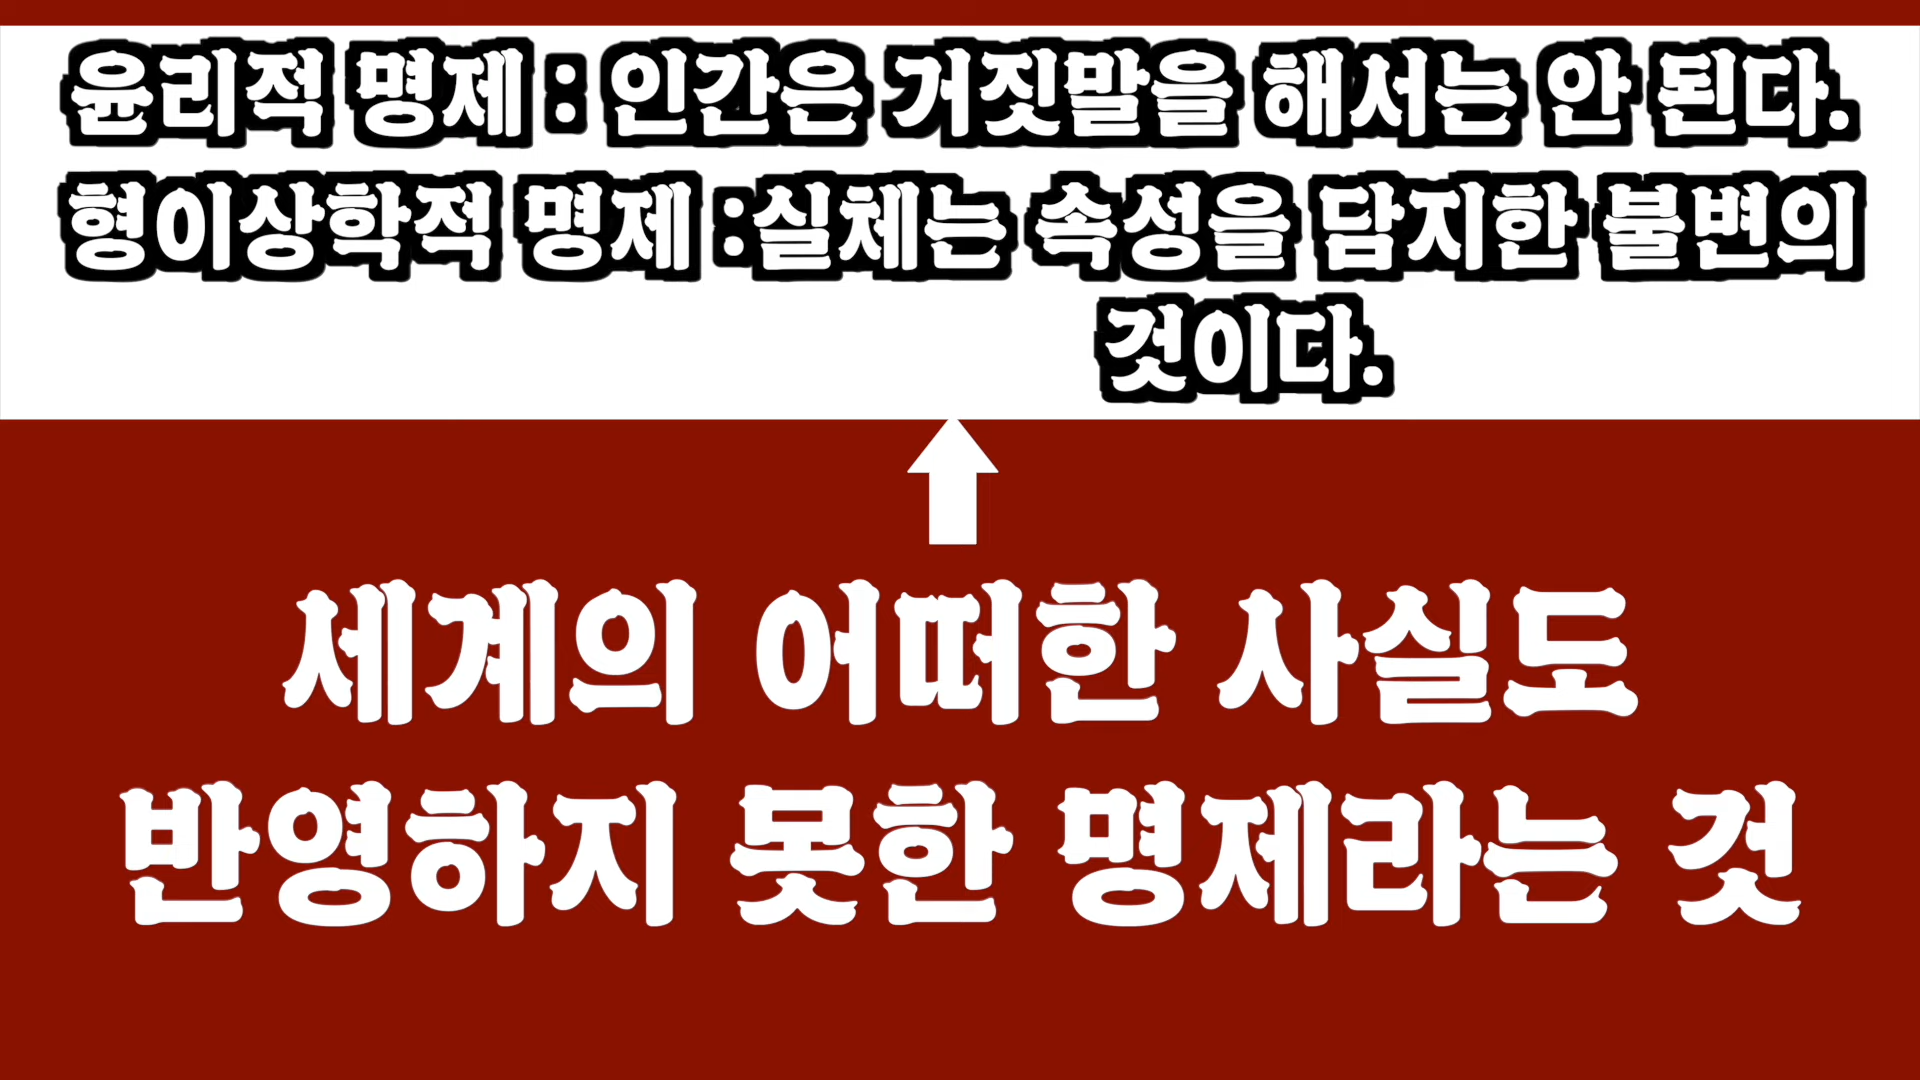 윤리적 명제 : 인간은 거짓말을 해서는 안 된다.
형이상학적 명제 :실체는 속성을 담지한 불변의
것이다.
세계의 어떠한 사실도
반영하지 못한 명제라는 것